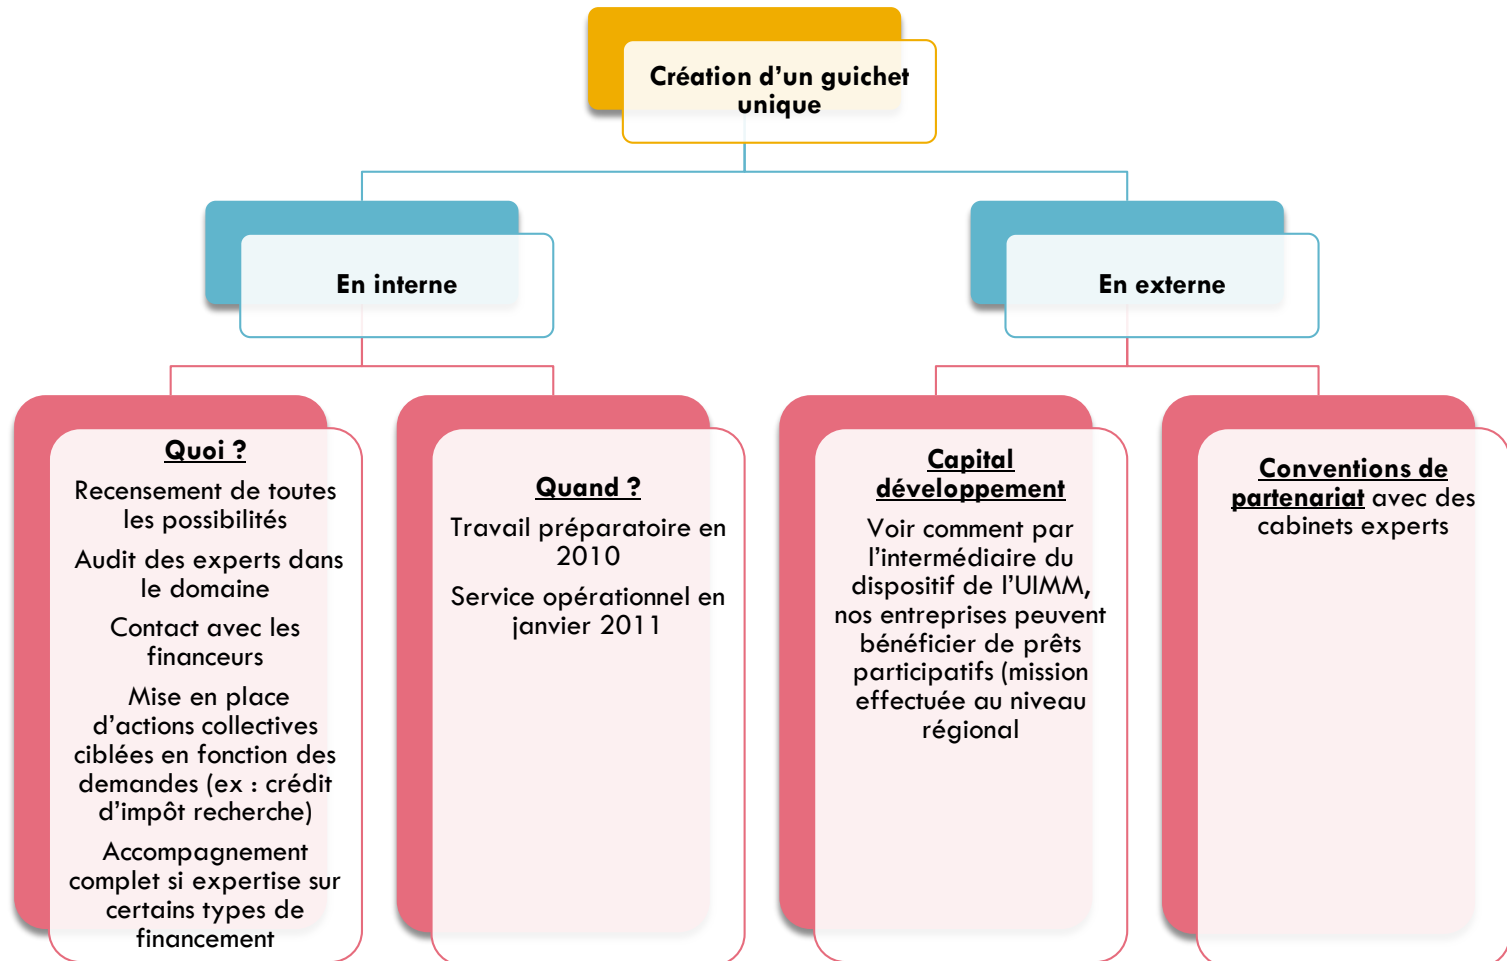 Création d’un guichet
unique
En interne
En externe
Quoi ?
Recensement de toutes
les possibilités
Audit des experts dans
le domaine
Contact avec les
financeurs
Mise en place
d’actions collectives
ciblées en fonction des
demandes (ex : crédit
d’impôt recherche)
Accompagnement
complet si expertise sur
certains types de
financement
Quand ?
Travail préparatoire en
2010
Service opérationnel en
janvier 2011
Capital
développement
Voir comment par
l’intermédiaire du
dispositif de l’UIMM,
nos entreprises peuvent
bénéficier de prêts
participatifs (mission
effectuée au niveau
régional
Conventions de
partenariat avec des
cabinets experts